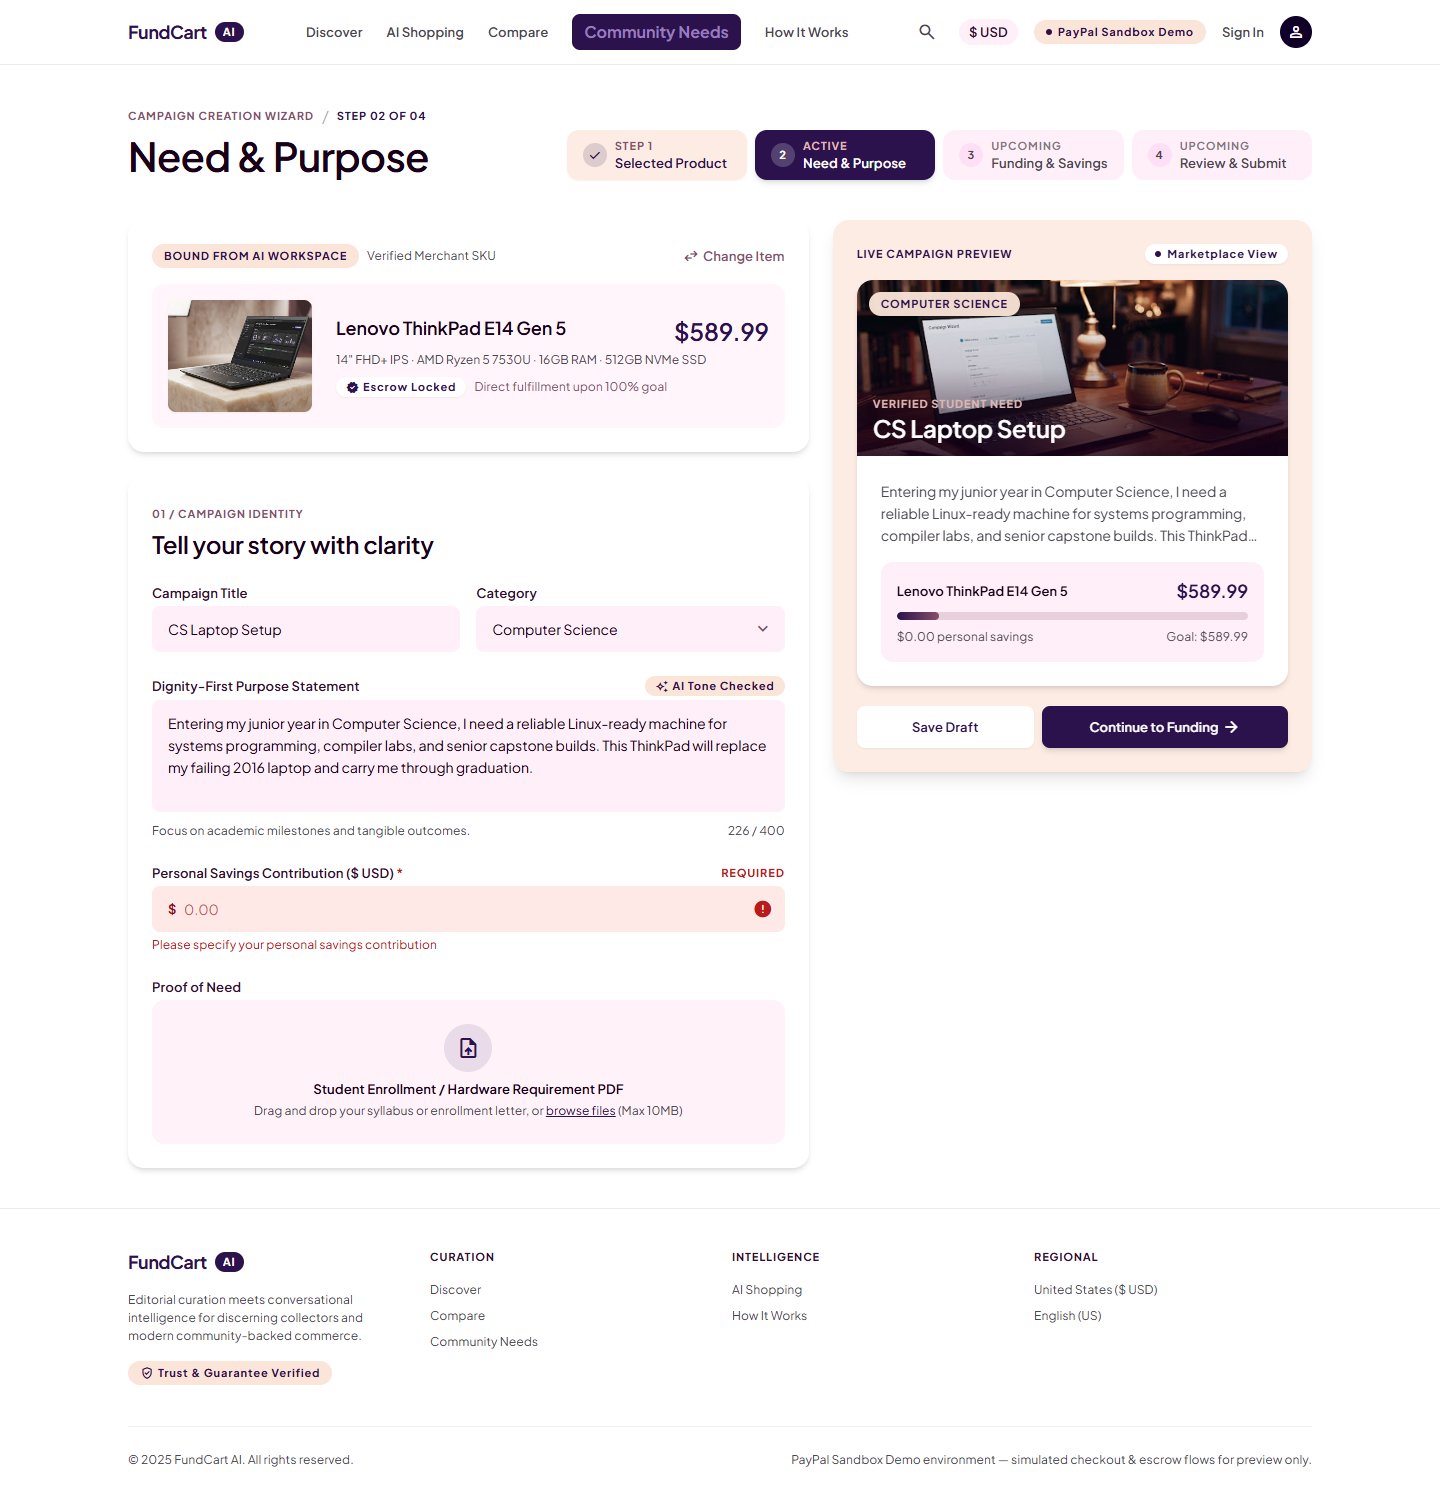 FundCart AI
Discover
AI Shopping
Compare
Community Needs
How It Works
$ USD
PayPal Sandbox Demo
Sign In
CAMPAIGN CREATION WIZARD / STEP 02 OF 04
Need & Purpose
STEP 1
Selected Product
2
ACTIVE
Need & Purpose
3
UPCOMING
Funding & Savings
4
UPCOMING
Review & Submit
BOUND FROM AI WORKSPACE
Verified Merchant SKU
Change Item
Lenovo ThinkPad E14 Gen 5
$589.99
14" FHD+ IPS · AMD Ryzen 5 7530U · 16GB RAM · 512GB NVMe SSD
Escrow Locked
Direct fulfillment upon 100% goal
01 / CAMPAIGN IDENTITY
Tell your story with clarity
Campaign Title
CS Laptop Setup
Category
Computer Science
Dignity-First Purpose Statement
AI Tone Checked
Entering my junior year in Computer Science, I need a reliable Linux-ready machine for
systems programming, compiler labs, and senior capstone builds. This ThinkPad will replace
my failing 2016 laptop and carry me through graduation.
Focus on academic milestones and tangible outcomes.
226 / 400
Personal Savings Contribution ($ USD) *
REQUIRED
$ 0.00
Please specify your personal savings contribution
Proof of Need
Student Enrollment / Hardware Requirement PDF
Drag and drop your syllabus or enrollment letter, or browse files (Max 10MB)
LIVE CAMPAIGN PREVIEW
Marketplace View
COMPUTER SCIENCE
Campaign Wizard
VERIFIED STUDENT NEED
CS Laptop Setup
Entering my junior year in Computer Science, I need a
reliable Linux-ready machine for systems programming,
compiler labs, and senior capstone builds. This ThinkPad...
Lenovo ThinkPad E14 Gen 5
$589.99
$0.00 personal savings
Goal: $589.99
Save Draft
Continue to Funding
FundCart AI
Editorial curation meets conversational
intelligence for discerning collectors and
modern community-backed commerce.
Trust & Guarantee Verified
CURATION
Discover
Compare
Community Needs
INTELLIGENCE
AI Shopping
How It Works
REGIONAL
United States ($ USD)
English (US)
© 2025 FundCart AI. All rights reserved.
PayPal Sandbox Demo environment — simulated checkout & escrow flows for preview only.